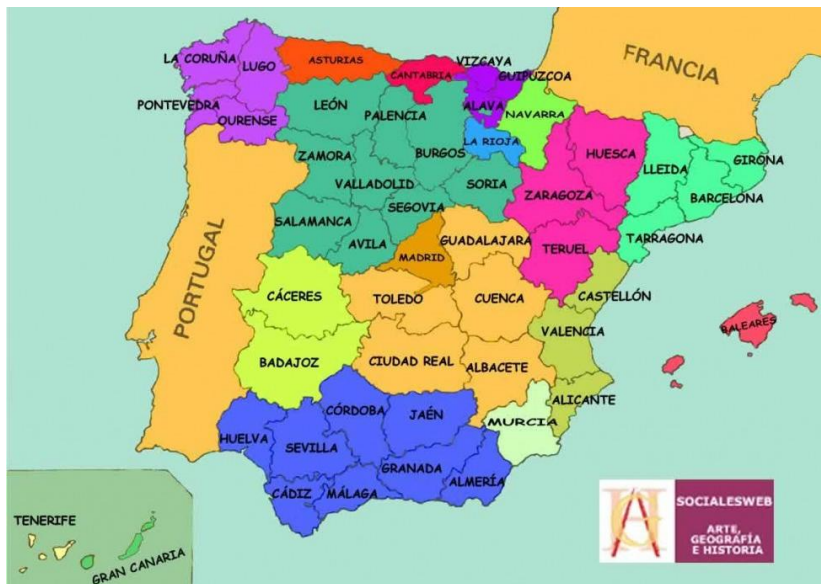 LA CORUÑA
LUGO
PONTEVEDRA
OURENSE
ASTURIAS
CANTABRIA
VIZCAYA
GUIPUZCOA
ALAVA
NAVARRA
LA RIOJA
FRANCIA
LEÓN
PALENCIA
BURGOS
ZAMORA
VALLADOLID
SORIA
SEGOVIA
SALAMANCA
AVILA
HUESCA
ZARAGOZA
TERUEL
LLEIDA
GIRONA
BARCELONA
TARRAGONA
PORTUGAL
MADRID
GUADALAJARA
TOLEDO
CUENCA
CIUDAD REAL
ALBACETE
CÁCERES
BADAJOZ
CASTELLÓN
VALENCIA
ALICANTE
BALEARES
MURCIA
HUELVA
SEVILLA
CÓRDOBA
JAÉN
GRANADA
CÁDIZ
MÁLAGA
ALMERÍA
TENERIFE
GRAN CANARIA
AHG
SOCIALESWEB
ARTE,
GEOGRAFÍA
E HISTORIA